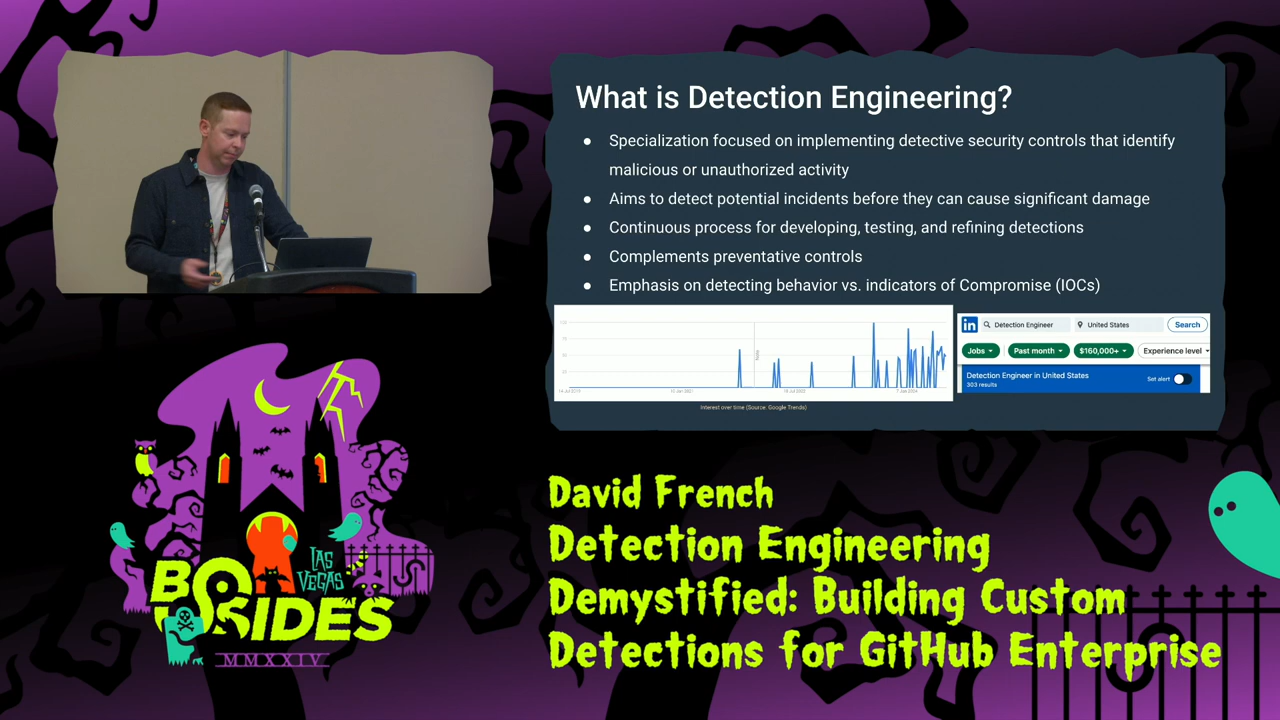 What is Detection Engineering?
● Specialization focused on implementing detective security controls that identify
malicious or unauthorized activity
● Aims to detect potential incidents before they can cause significant damage
● Continuous process for developing, testing, and refining detections
● Complements preventative controls
● Emphasis on detecting behavior vs. indicators of Compromise (IOCs)
Note
Interest over time (Source: Google Trends)
in
Detection Engineer
United States
Search
Jobs
Past month
$160,000+
Experience level
Detection Engineer in United States
303 results
Set alert
BSIDES
LAS
VEGAS
MMXXIV
David French
Detection Engineering
Demystified: Building Custom
Detections for GitHub Enterprise